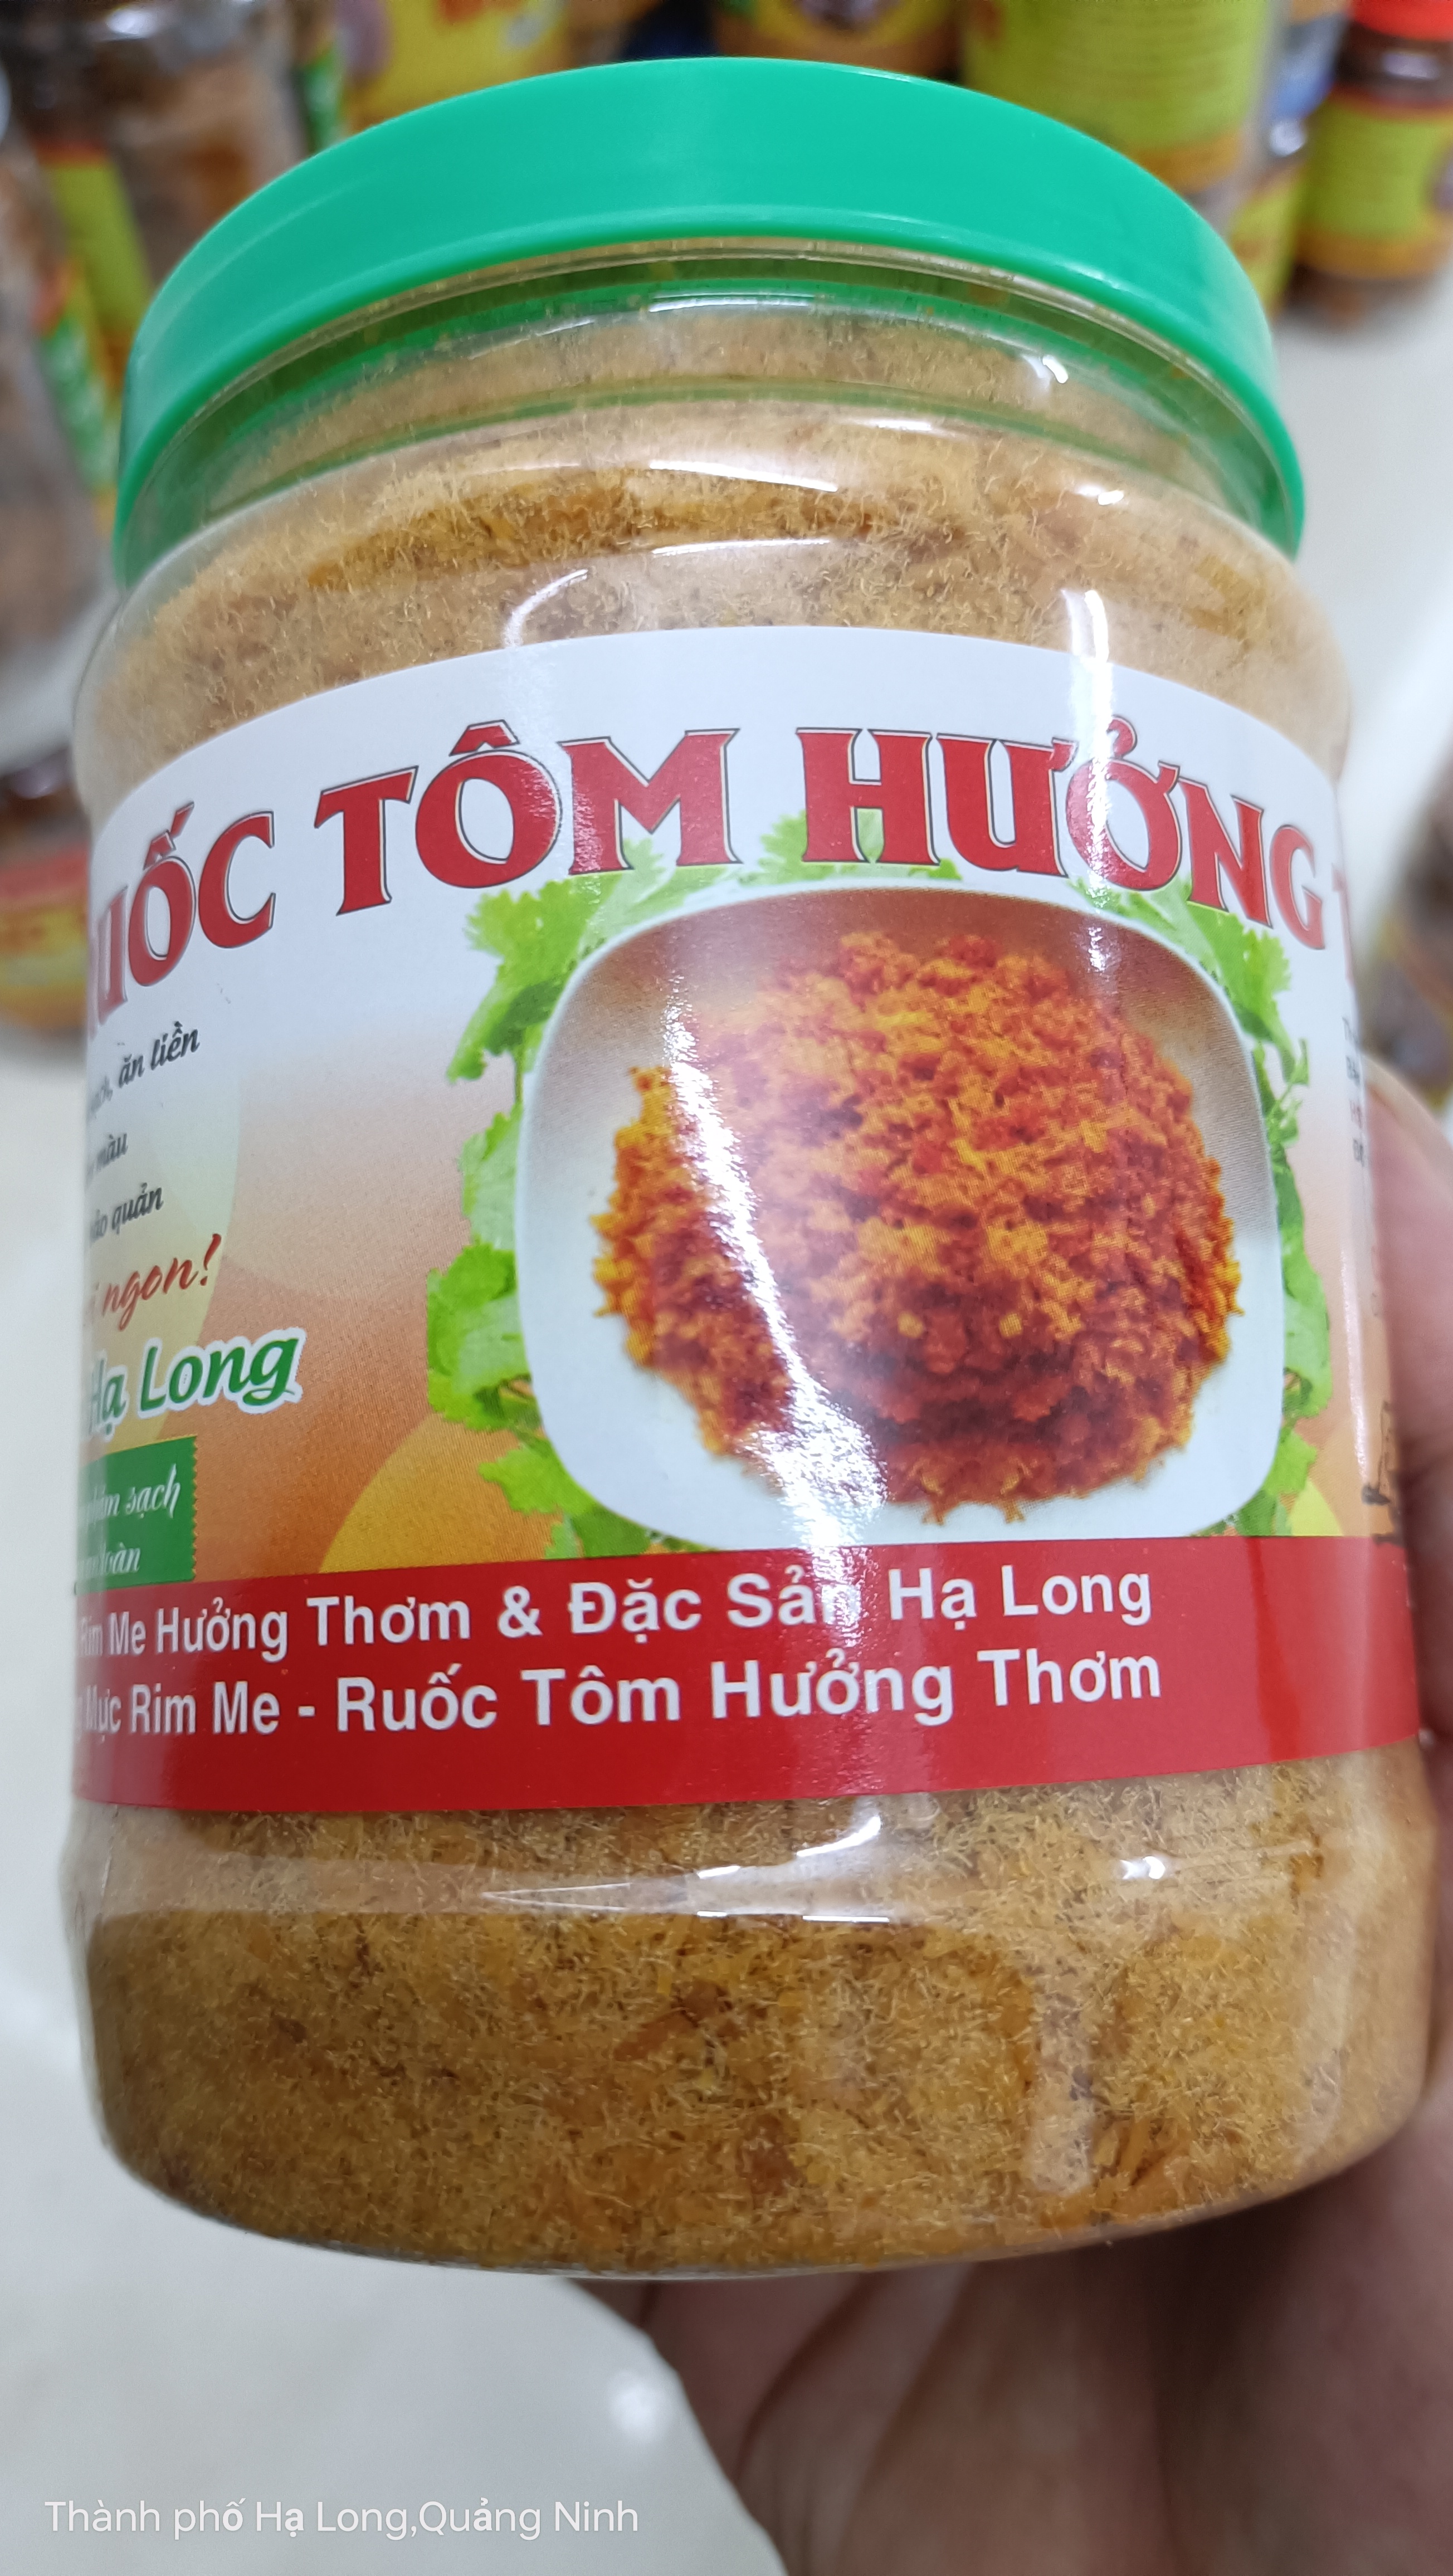 UỐC TÔM HƯỞNG
ăn liền
màu
quản
ngon!
Hạ Long
sạch
toàn
Rim Me Hưởng Thơm & Đặc Sản Hạ Long
Mực Rim Me - Ruốc Tôm Hưởng Thơm
Thành phố Hạ Long,Quảng Ninh